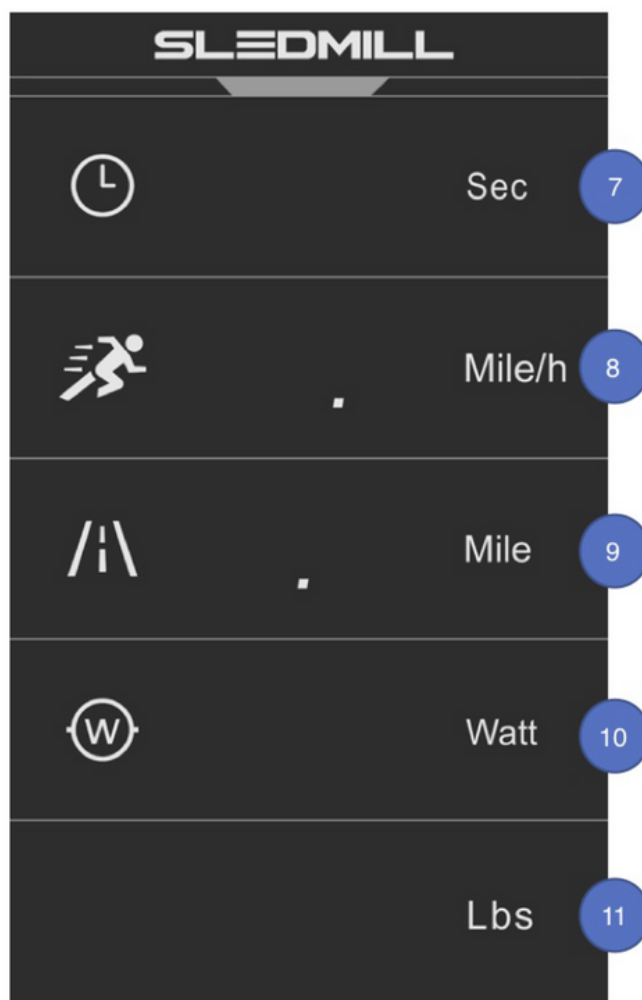 SLEDMILL
Sec 7
Mile/h 8
. 
Mile 9
.
W Watt 10
Lbs 11